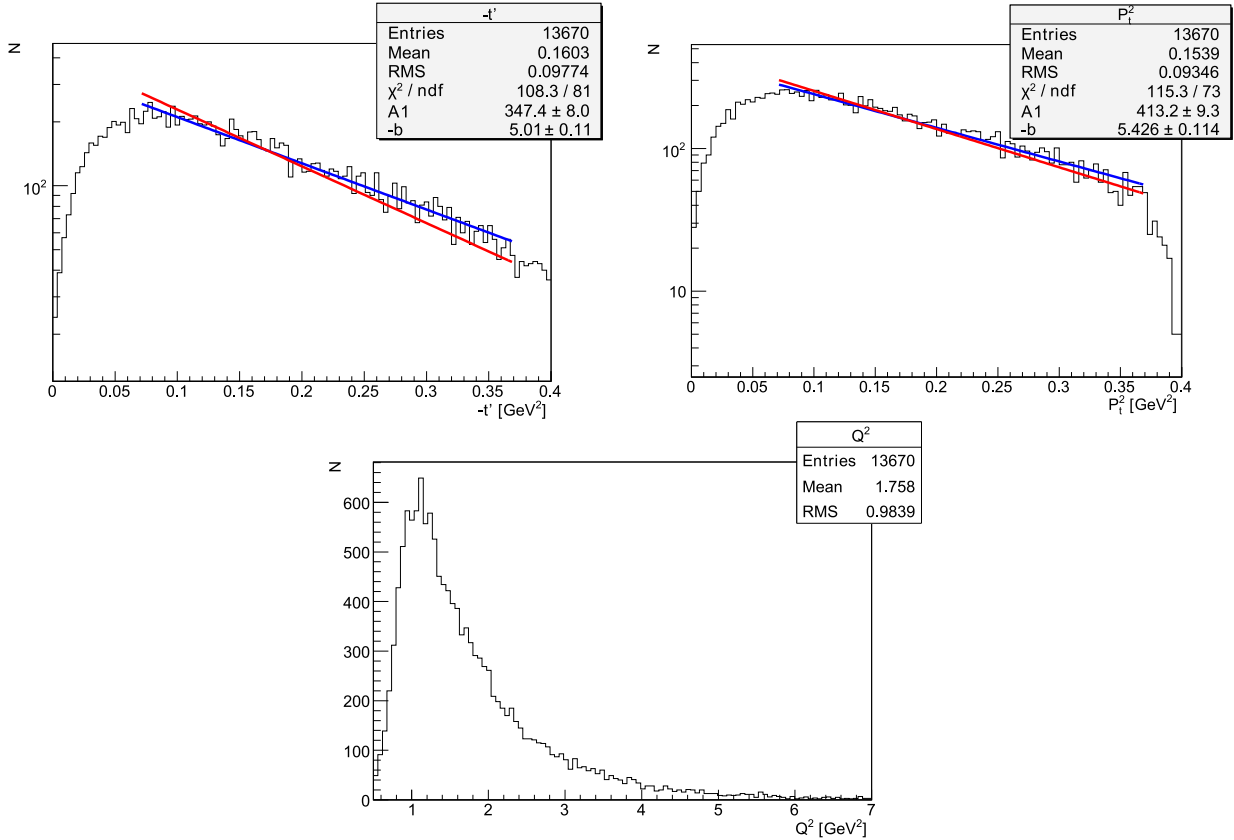 -t'
Entries 13670
Mean 0.1603
RMS 0.09774
χ² / ndf 108.3 / 81
A1 347.4 ± 8.0
-b 5.01 ± 0.11
N
10²
0 0.05 0.1 0.15 0.2 0.25 0.3 0.35 0.4
-t' [GeV²]
P_t²
Entries 13670
Mean 0.1539
RMS 0.09346
χ² / ndf 115.3 / 73
A1 413.2 ± 9.3
-b 5.426 ± 0.114
N
10²
10
0 0.05 0.1 0.15 0.2 0.25 0.3 0.35 0.4
P_t² [GeV²]
Q²
Entries 13670
Mean 1.758
RMS 0.9839
N
600
500
400
300
200
100
0
1 2 3 4 5 6 7
Q² [GeV²]